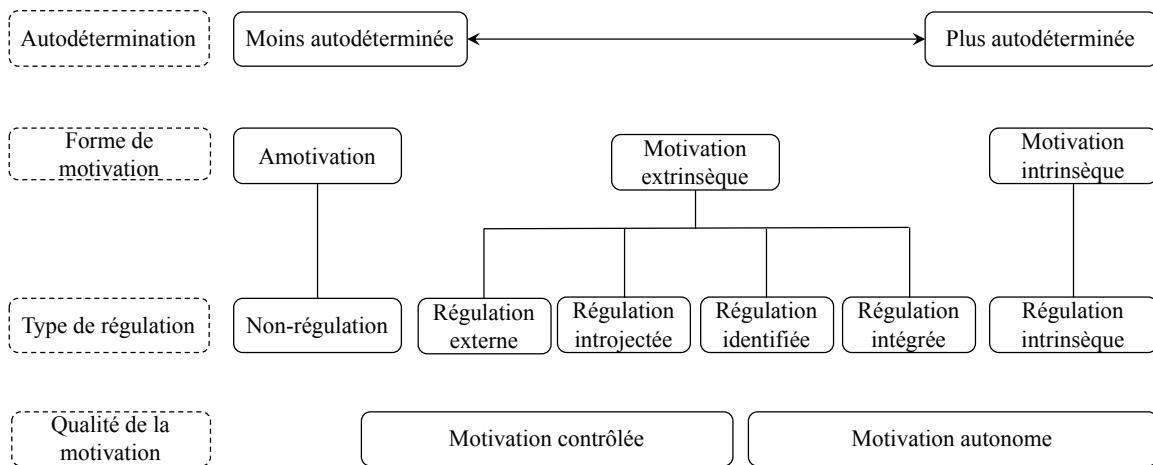 Autodétermination
Moins autodéterminée
Plus autodéterminée
Forme de
motivation
Amotivation
Motivation
extrinsèque
Motivation
intrinsèque
Type de régulation
Non-régulation
Régulation
externe
Régulation
introjectée
Régulation
identifiée
Régulation
intégrée
Régulation
intrinsèque
Qualité de la
motivation
Motivation contrôlée
Motivation autonome